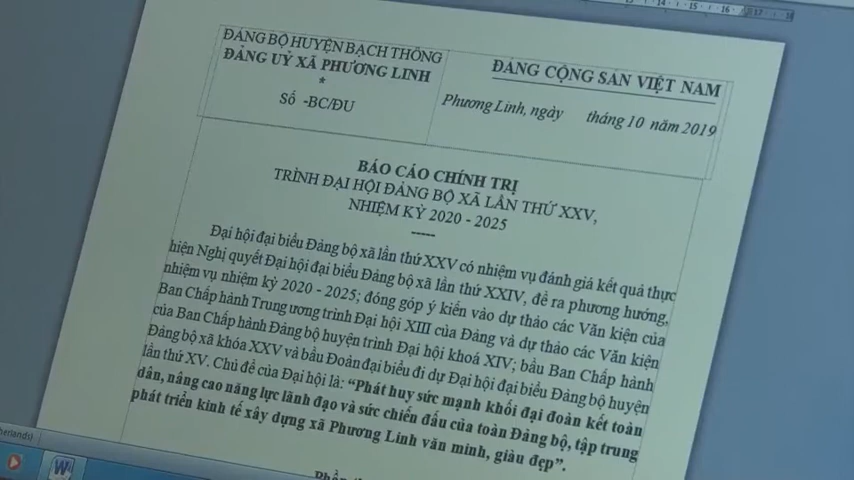 ĐẢNG BỘ HUYỆN BẠCH THÔNG
ĐẢNG UỶ XÃ PHƯƠNG LINH
*
Số -BC/ĐU
ĐẢNG CỘNG SẢN VIỆT NAM
Phương Linh, ngày tháng 10 năm 2019
BÁO CÁO CHÍNH TRỊ
TRÌNH ĐẠI HỘI ĐẢNG BỘ XÃ LẦN THỨ XXV,
NHIỆM KỲ 2020 - 2025
-----
Đại hội đại biểu Đảng bộ xã lần thứ XXV có nhiệm vụ đánh giá kết quả thực
hiện Nghị quyết Đại hội đại biểu Đảng bộ xã lần thứ XXIV, đề ra phương hướng,
nhiệm vụ nhiệm kỳ 2020 - 2025; đóng góp ý kiến vào dự thảo các Văn kiện của
Ban Chấp hành Trung ương trình Đại hội XIII của Đảng và dự thảo các Văn kiện
của Ban Chấp hành Đảng bộ huyện trình Đại hội khoá XIV; bầu Ban Chấp hành
Đảng bộ xã khóa XXV và bầu Đoàn đại biểu đi dự Đại hội đại biểu Đảng bộ huyện
lần thứ XV. Chủ đề của Đại hội là: “Phát huy sức mạnh khối đại đoàn kết toàn
dân, nâng cao năng lực lãnh đạo và sức chiến đấu của toàn Đảng bộ, tập trung
phát triển kinh tế xây dựng xã Phương Linh văn minh, giàu đẹp”.